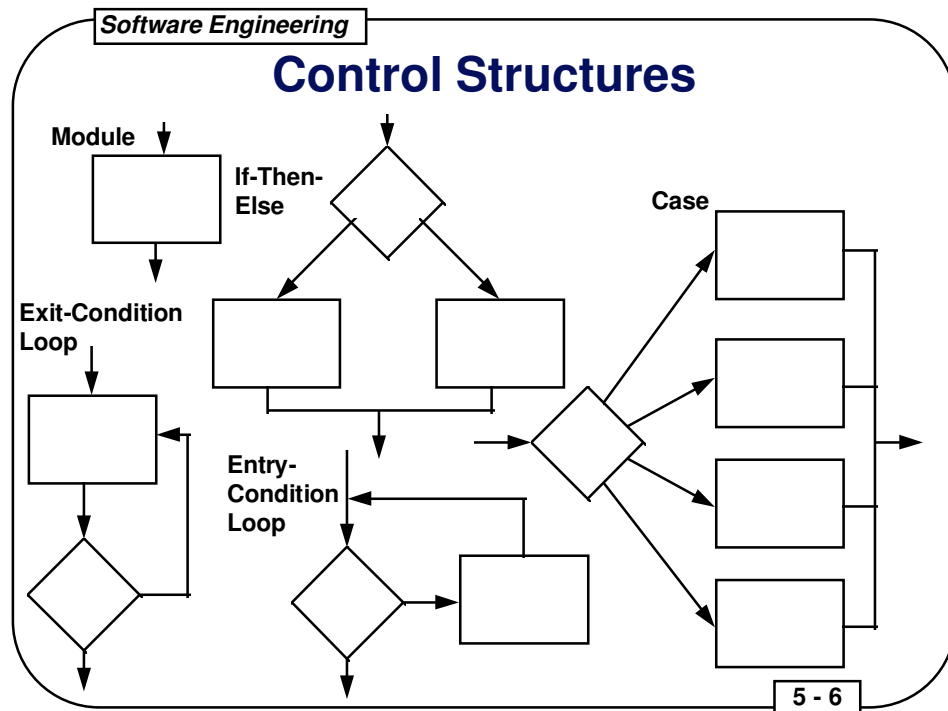 Software Engineering
Control Structures
Module
If-Then-
Else
Case
Exit-Condition
Loop
Entry-
Condition
Loop
5 - 6